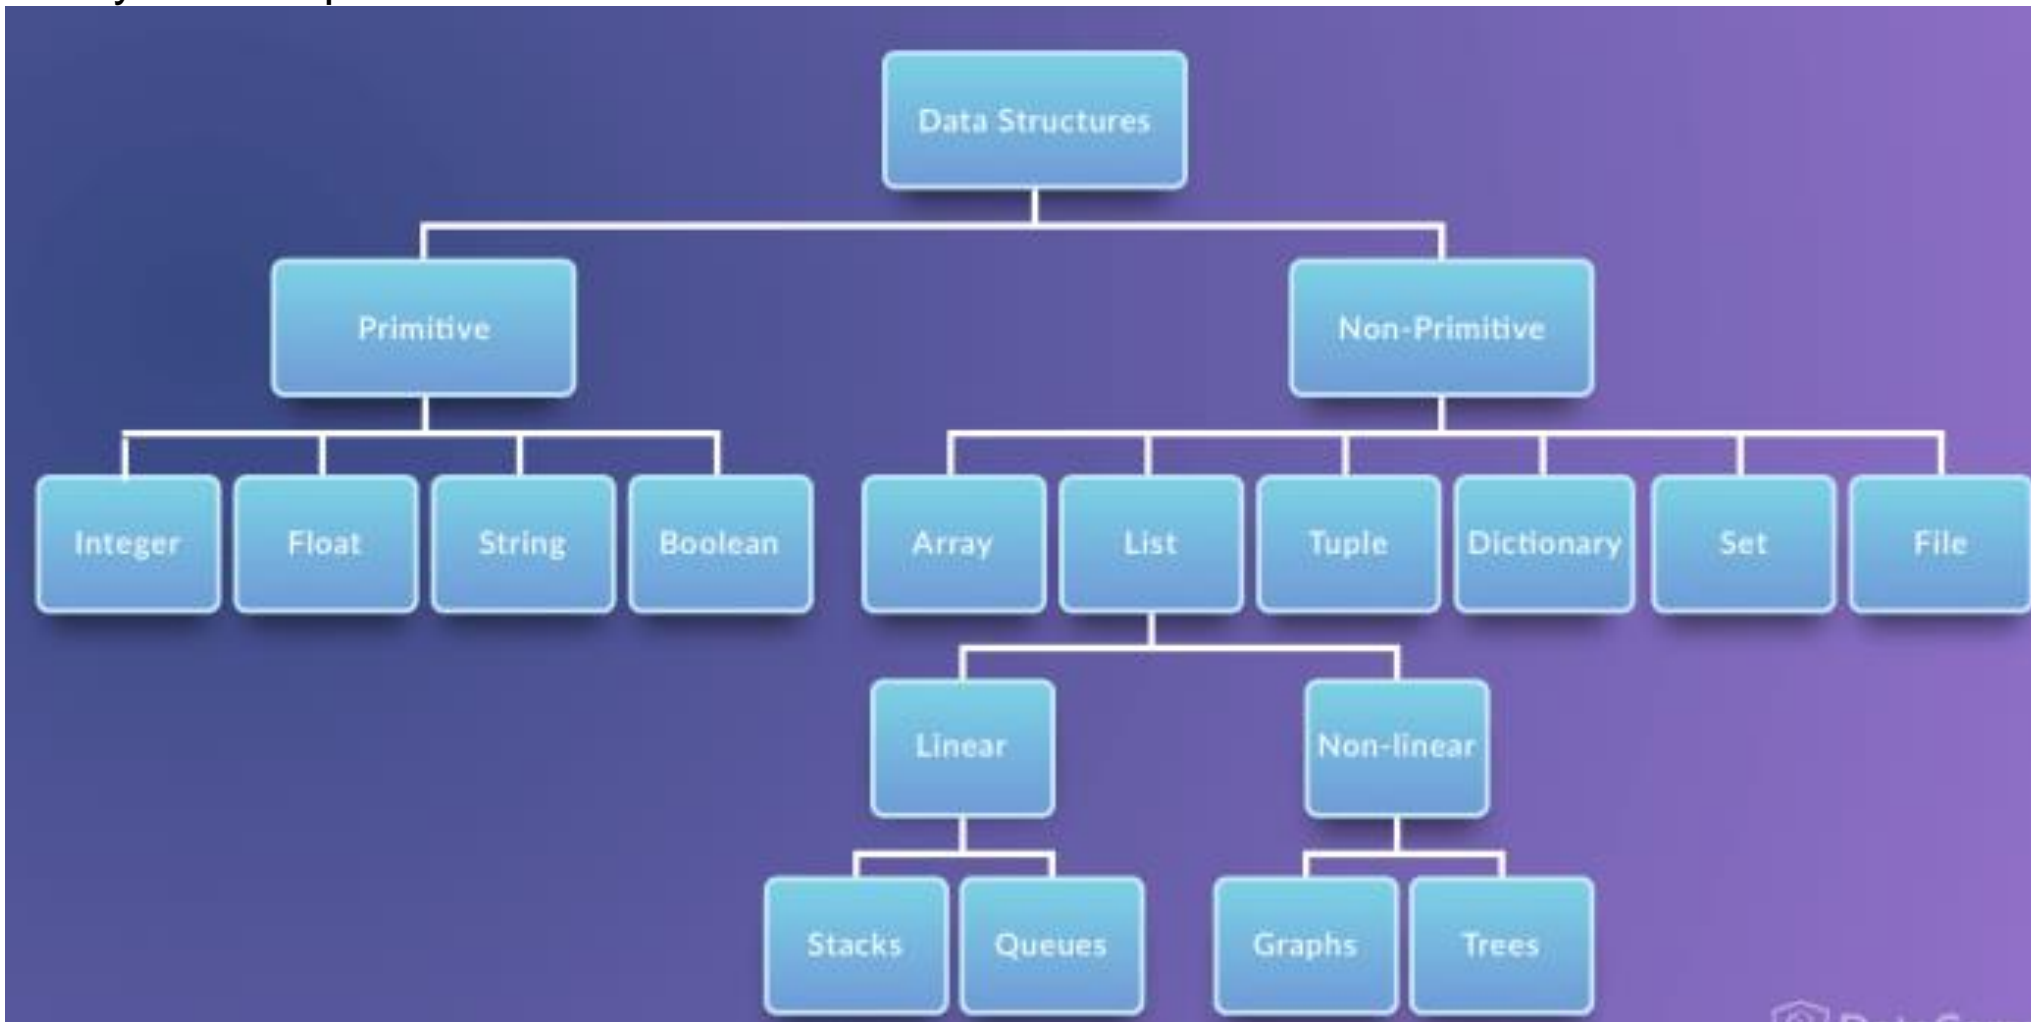 Data Structures
Primitive
Non-Primitive
Integer
Float
String
Boolean
Array
List
Tuple
Dictionary
Set
File
Linear
Non-linear
Stacks
Queues
Graphs
Trees